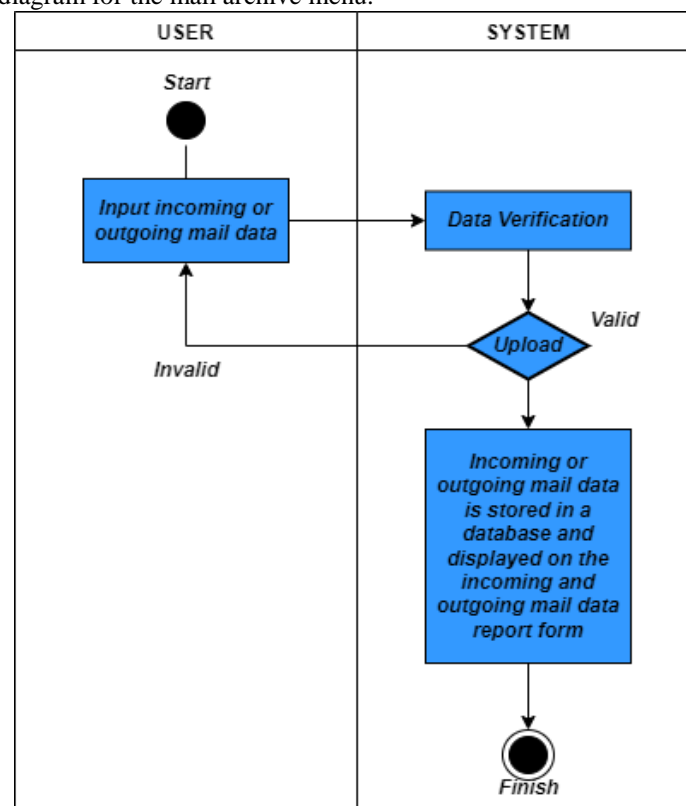 diagram for the mail archive menu.
USER
SYSTEM
Start
Input incoming or
outgoing mail data
Data Verification
Valid
Upload
Invalid
Incoming or
outgoing mail data
is stored in a
database and
displayed on the
incoming and
outgoing mail data
report form
Finish